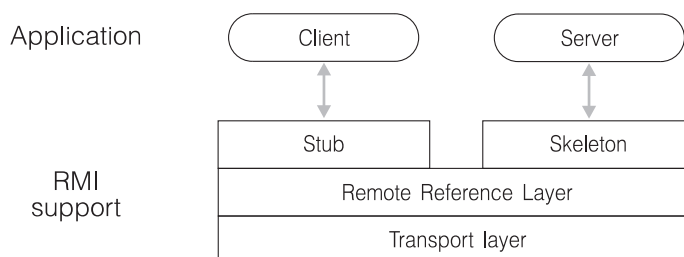 Application
Client
Server
Stub
Skeleton
RMI
support
Remote Reference Layer
Transport layer